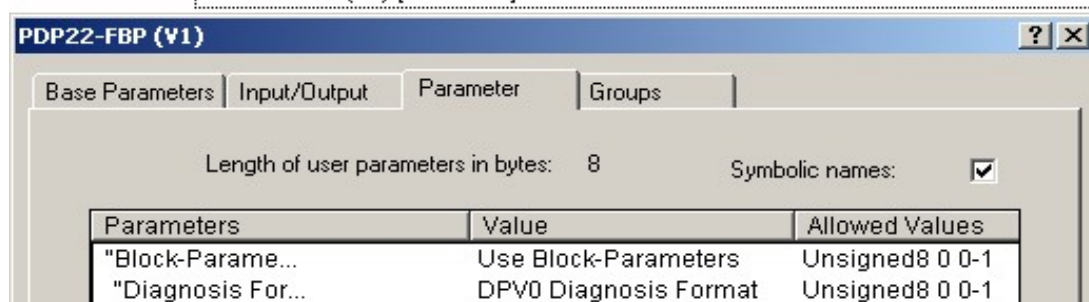 PDP22-FBP (V1)
Base Parameters Input/Output Parameter Groups
Length of user parameters in bytes: 8 Symbolic names:
Parameters Value Allowed Values
"Block-Parame... Use Block-Parameters Unsigned8 0 0-1
"Diagnosis For... DPV0 Diagnosis Format Unsigned8 0 0-1